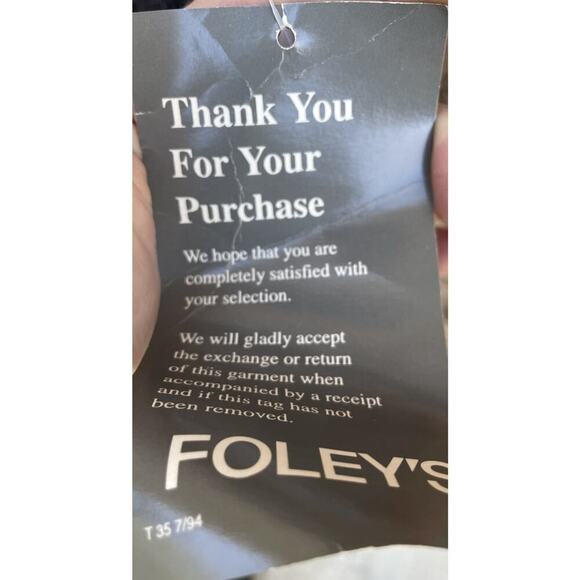 Thank You
For Your
Purchase
We hope that you are
completely satisfied with
your selection.
We will gladly accept
the exchange or return
of this garment when
accompanied by a receipt
and if this tag has not
been removed.
FOLEY'S
T 35 7/94